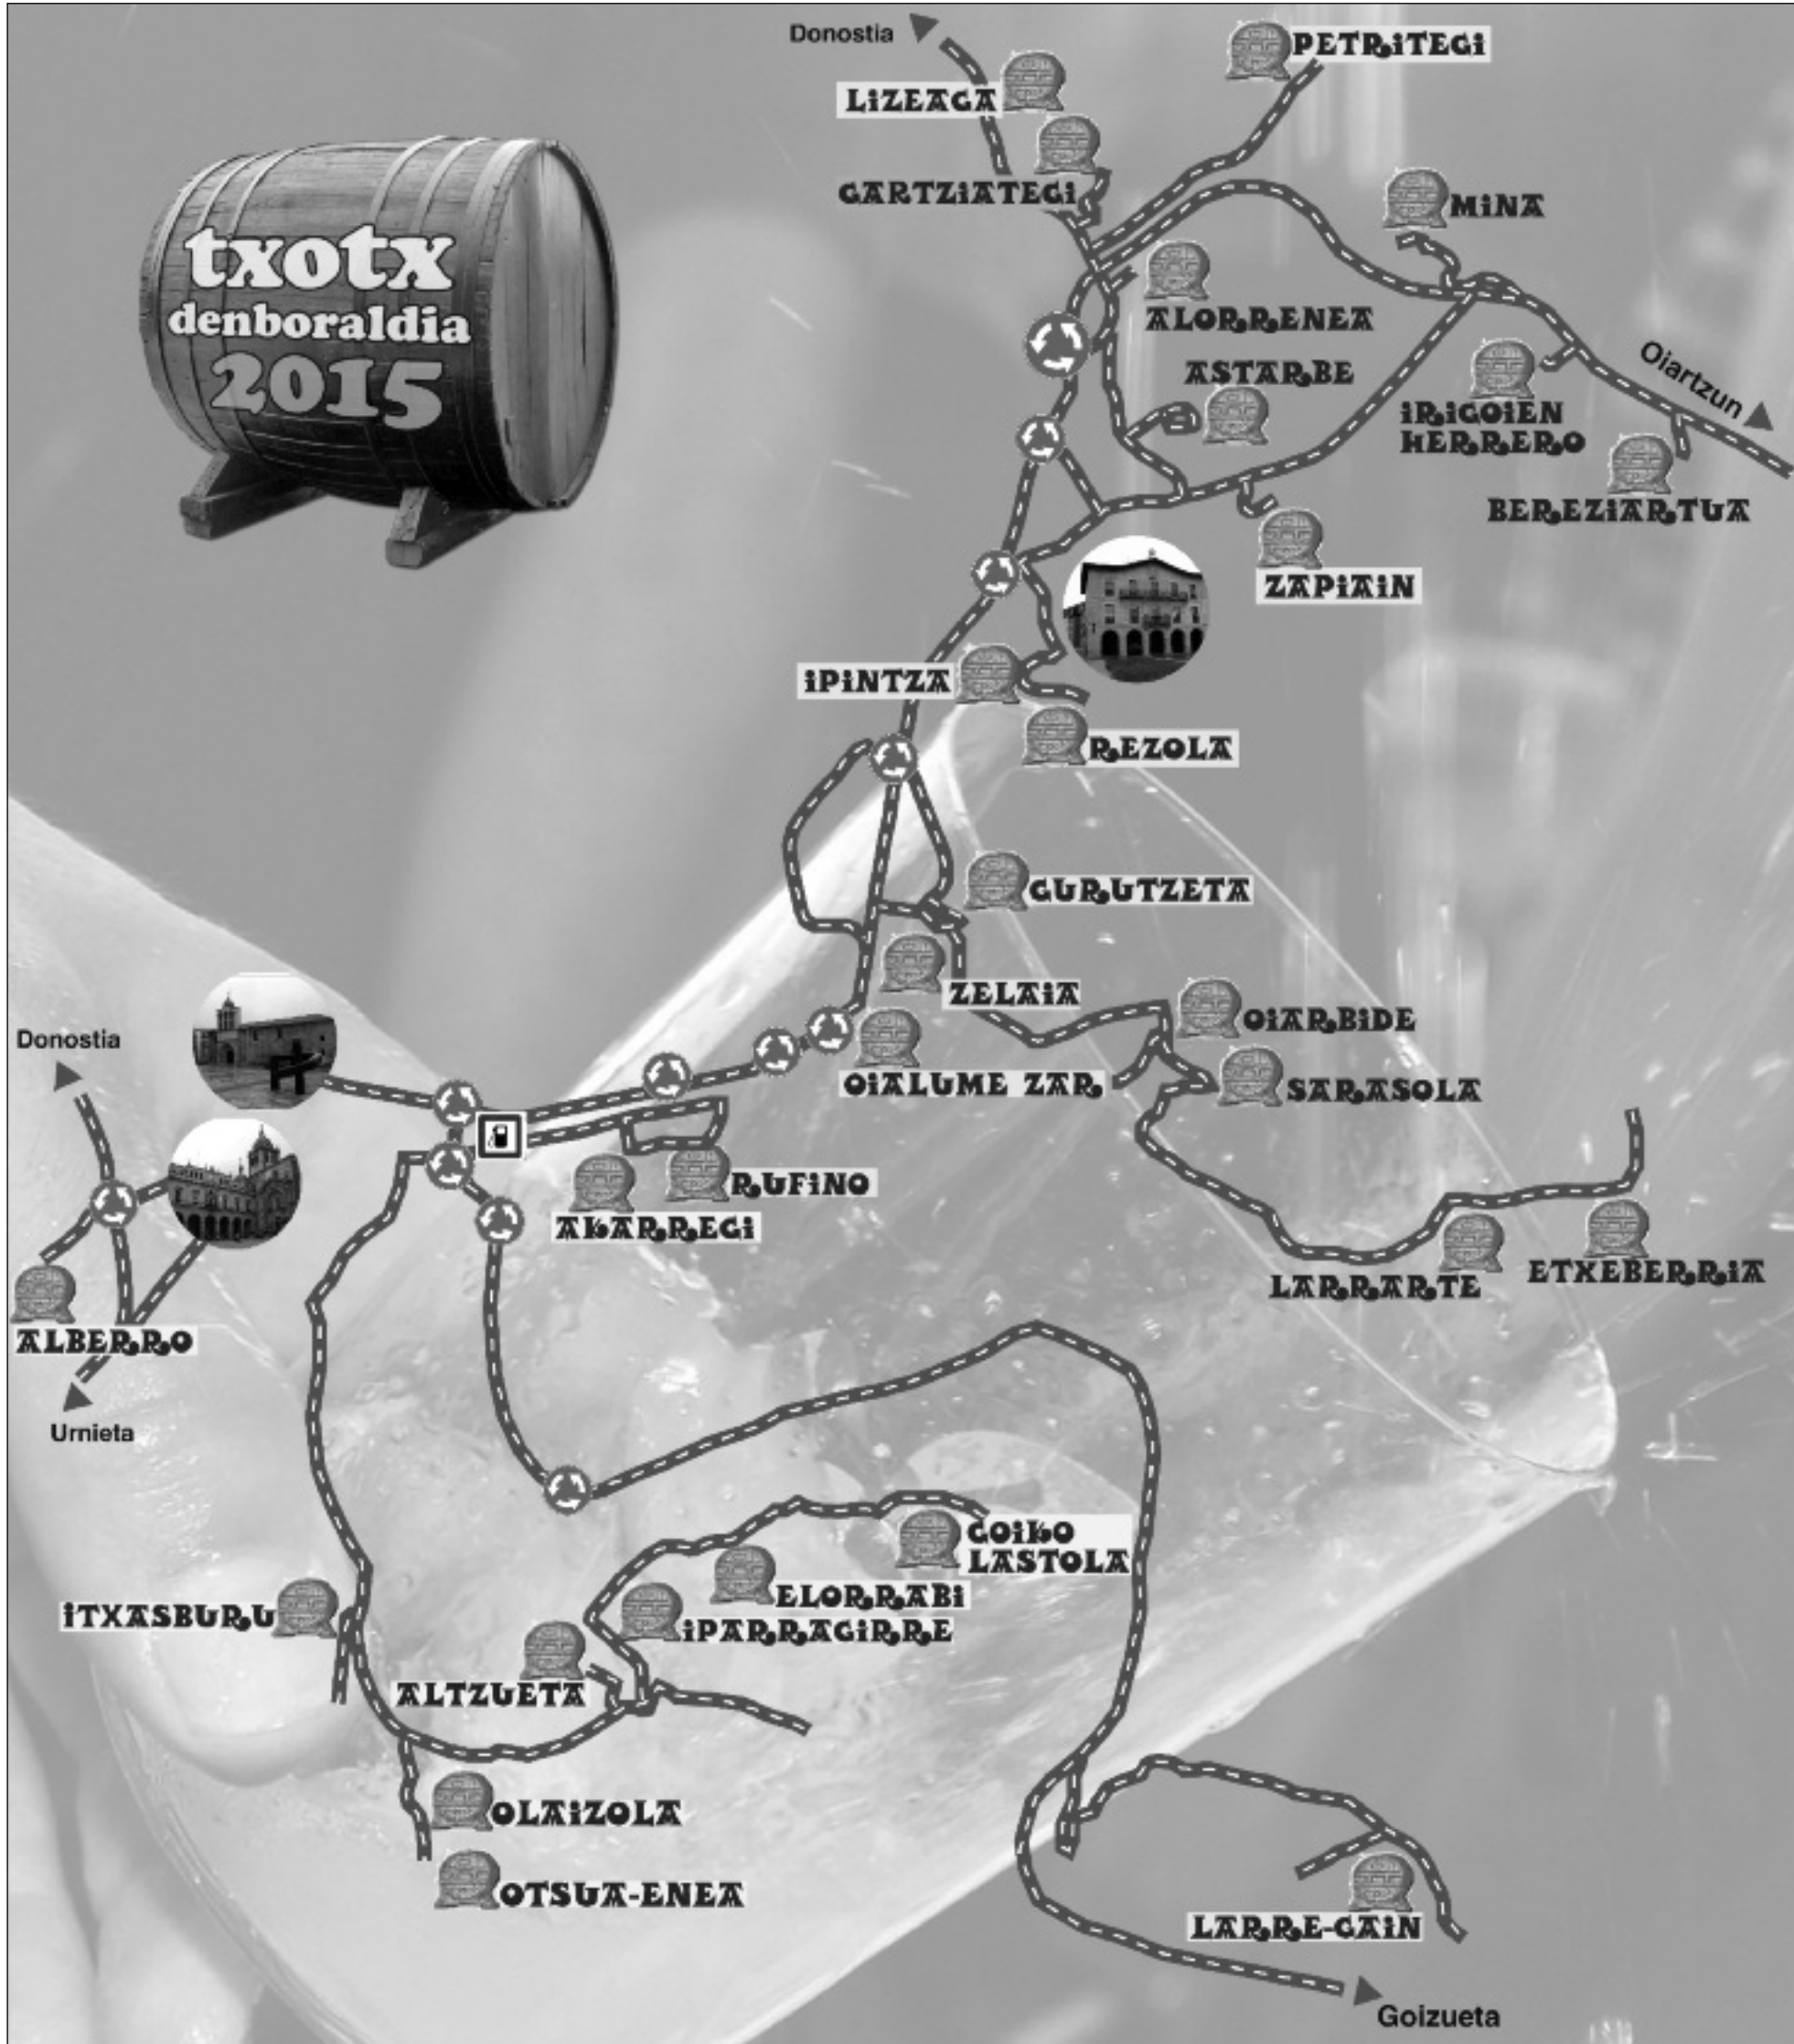 Donostia
PETRiTEGi
LiZEAGA
GARTZiATEGi
MiNA
txotx
denboraldia
2015
ALORRENEA
ASTARBE
Oiartzun
iRiGOiEN
HERRERO
BEREZiARTUA
ZAPiAiN
iPiNTZA
REZOLA
GURUTZETA
ZELAiA
OiARBiDE
Donostia
OiALUME ZAR
SARASOLA
RUFiNO
AKARREGi
LARRARTE
ETXEBERRiA
ALBERRO
Urnieta
GOiKO
LASTOLA
ELORRABi
iTXASBURU
iPARRAGiRRE
ALTZUETA
OLAiZOLA
OTSUA-ENEA
LARRE-GAiN
Goizueta